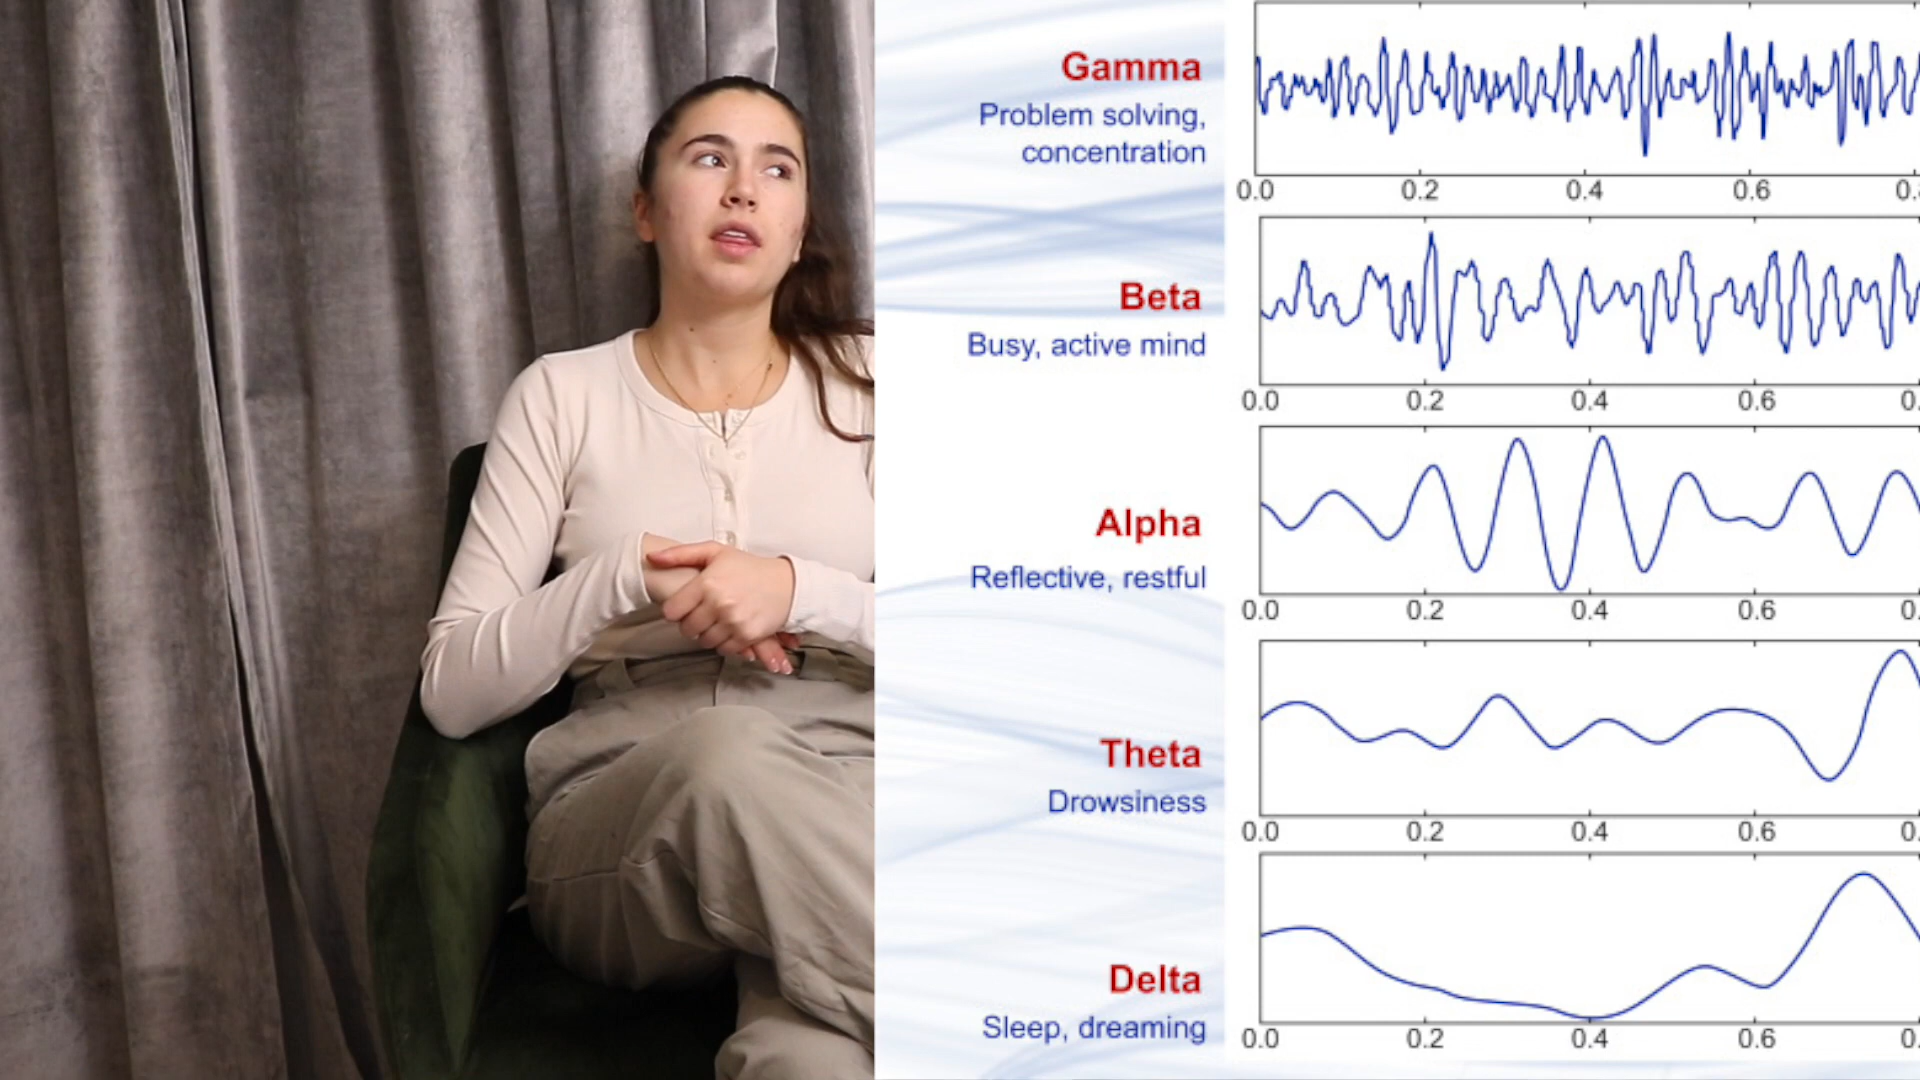 Gamma
Problem solving,
concentration
0.0 0.2 0.4 0.6
Beta
Busy, active mind
0.0 0.2 0.4 0.6
Alpha
Reflective, restful
0.0 0.2 0.4 0.6
Theta
Drowsiness
0.0 0.2 0.4 0.6
Delta
Sleep, dreaming
0.0 0.2 0.4 0.6